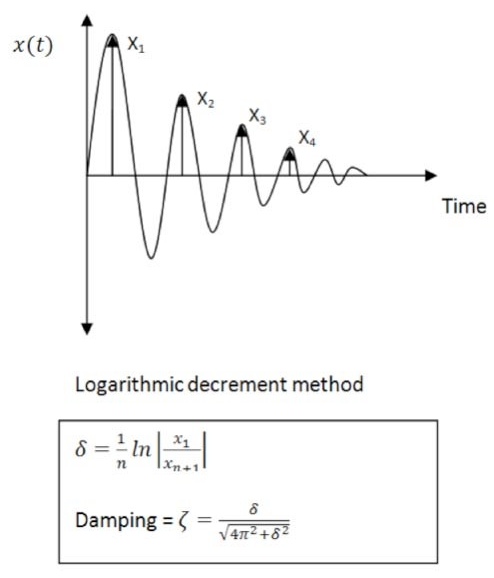 x(t)
X₁
X₂
X₃
X₄
Time
Logarithmic decrement method
δ = 1/n ln |x₁/xₙ₊₁|
Damping = ζ = δ/√(4π²+δ²)